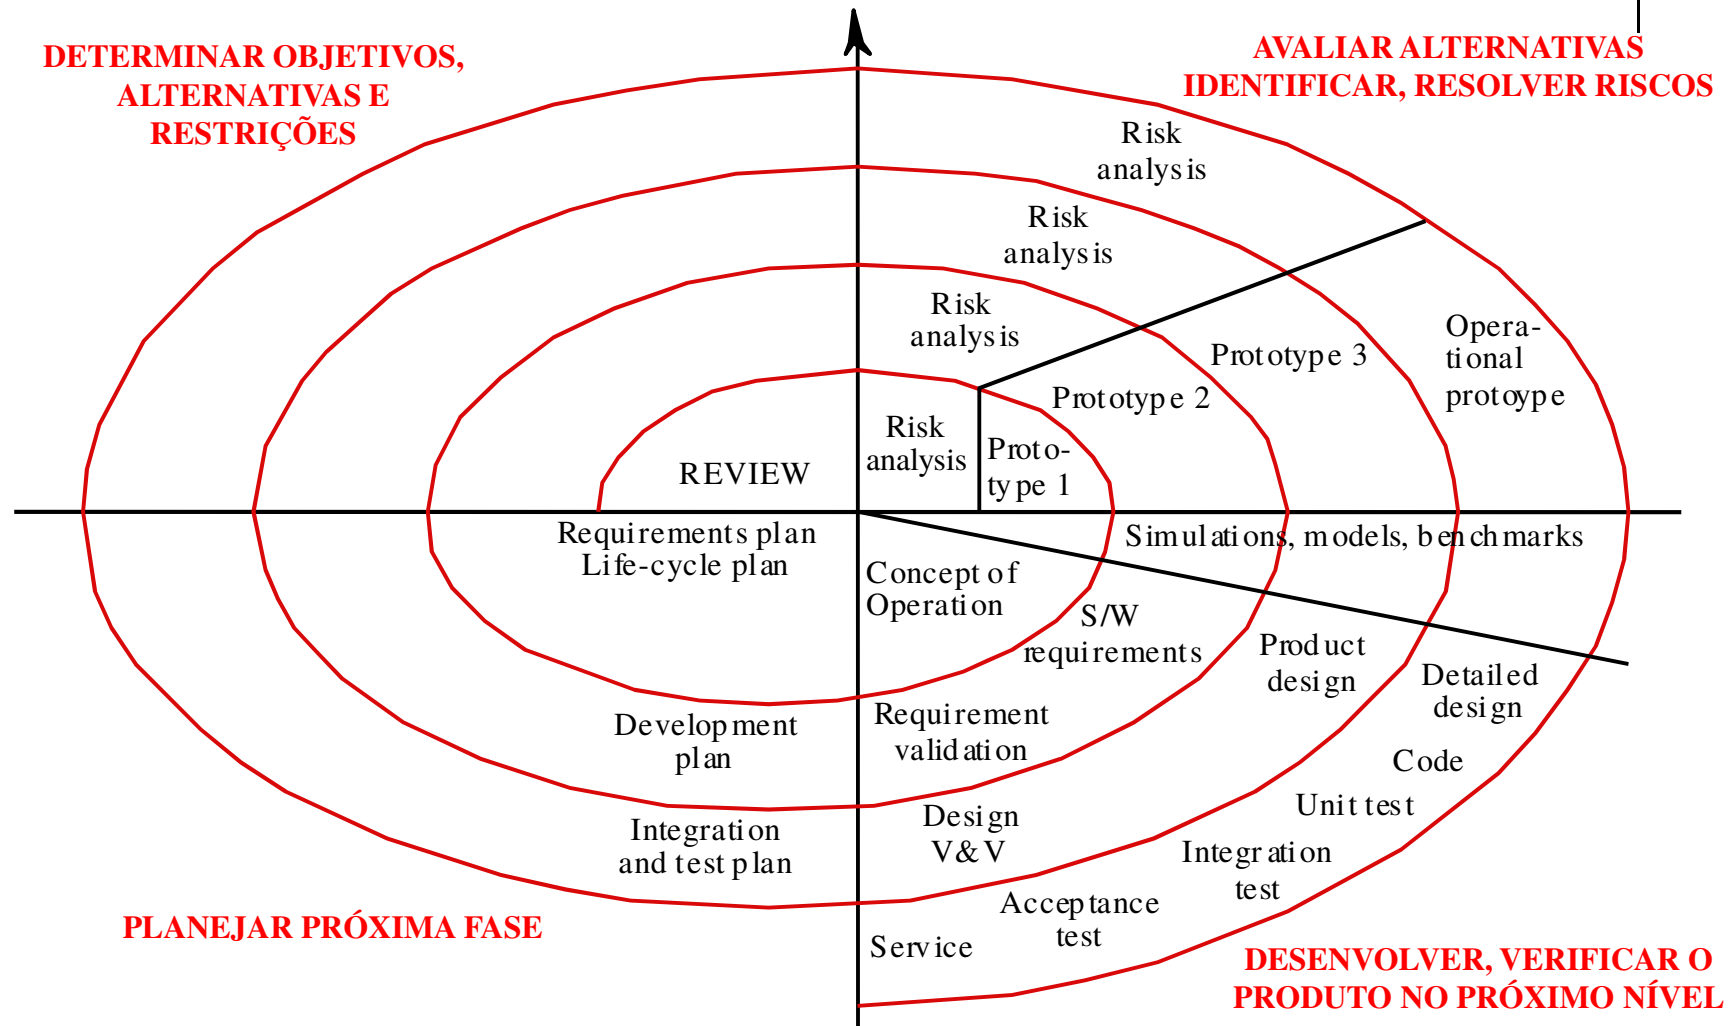 DETERMINAR OBJETIVOS,
ALTERNATIVAS E
RESTRIÇÕES
AVALIAR ALTERNATIVAS
IDENTIFICAR, RESOLVER RISCOS
Risk
analysis
Risk
analysis
Risk
analysis
Risk
analysis
Proto-
type 1
Prototype 2
Prototype 3
Opera-
tional
protoype
REVIEW
Requirements plan
Life-cycle plan
Simulations, models, benchmarks
Concept of
Operation
S/W
requirements
Product
design
Detailed
design
Development
plan
Requirement
validation
Code
Unit test
Integration
and test plan
Design
V&V
Integration
test
Acceptance
test
Service
PLANEJAR PRÓXIMA FASE
DESENVOLVER, VERIFICAR O
PRODUTO NO PRÓXIMO NÍVEL